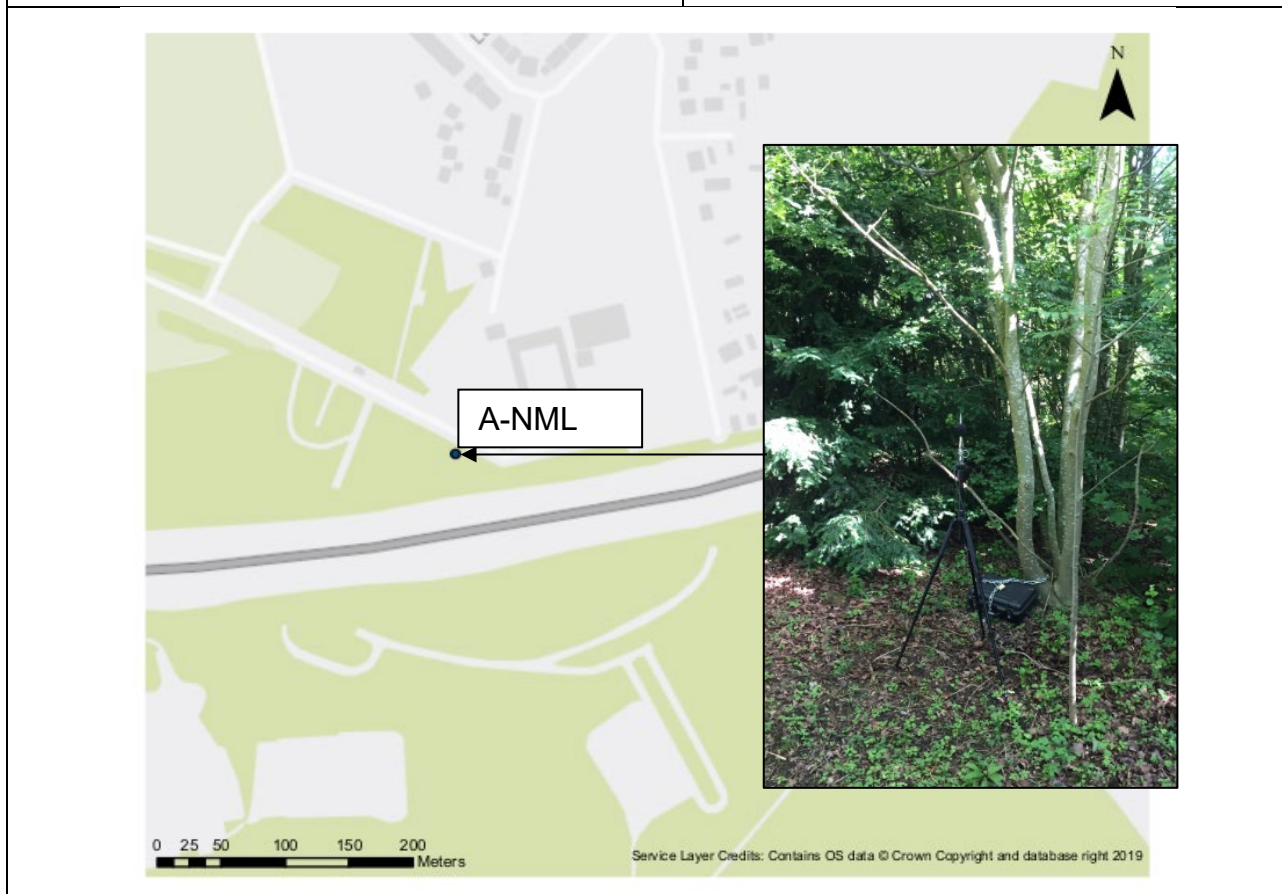 N
A-NML
0 25 50 100 150 200
Meters
Service Layer Credits: Contains OS data © Crown Copyright and database right 2019